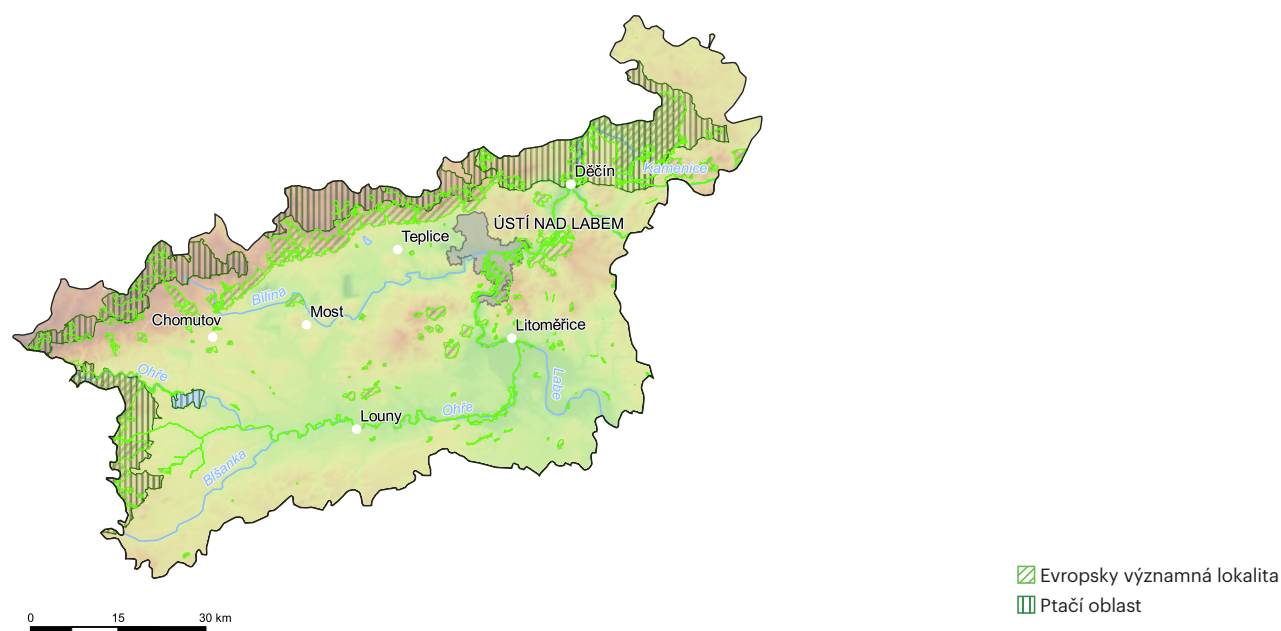 Kamenice
Děčín
ÚSTÍ NAD LABEM
Teplice
Bílina
Most
Chomutov
Litoměřice
Ohře
Labe
Ohře
Louny
Blšanka
Evropsky významná lokalita
Ptačí oblast
0 15 30 km